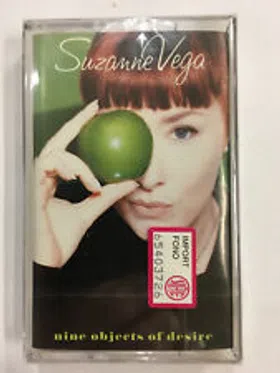 Suzanne Vega
IMPORT
FONO
65403726
nine objects of desire